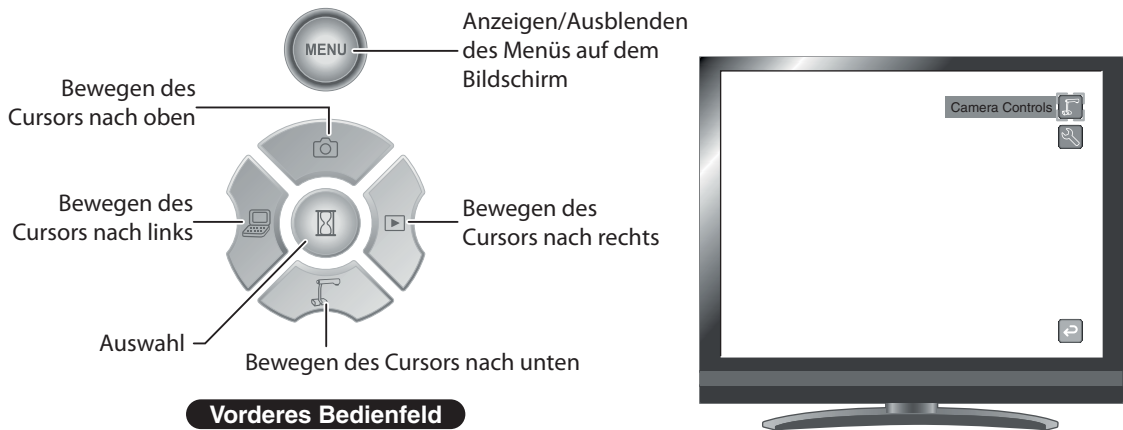 MENU
Anzeigen/Ausblenden
des Menüs auf dem
Bildschirm
Bewegen des
Cursors nach oben
Bewegen des
Cursors nach links
Bewegen des
Cursors nach rechts
Auswahl
Bewegen des Cursors nach unten
Vorderes Bedienfeld
Camera Controls